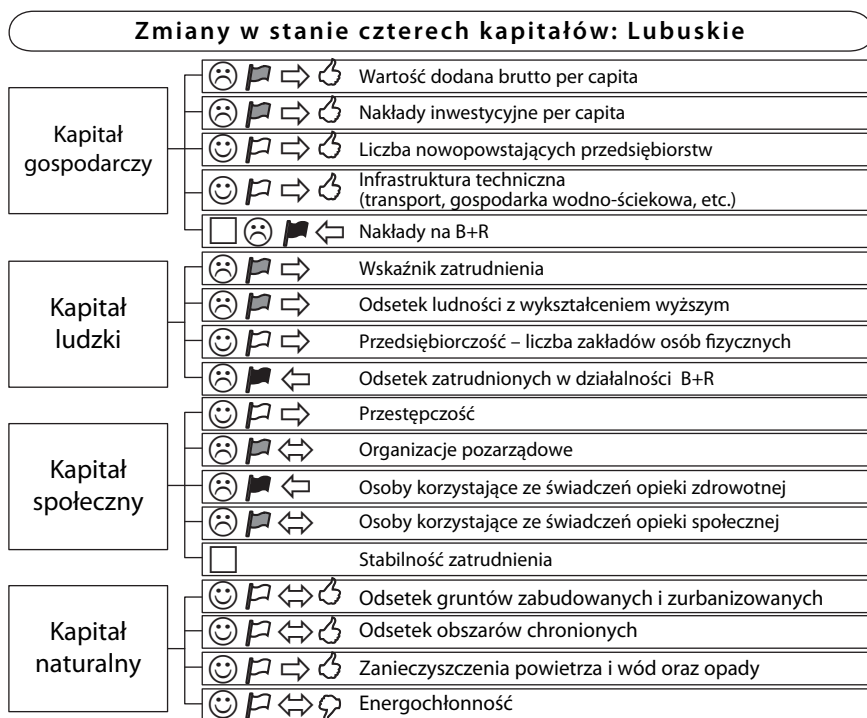 Zmiany w stanie czterech kapitałów: Lubuskie
Kapitał
gospodarczy
Wartość dodana brutto per capita
Nakłady inwestycyjne per capita
Liczba nowopowstających przedsiębiorstw
Infrastruktura techniczna
(transport, gospodarka wodno-ściekowa, etc.)
Nakłady na B+R
Kapitał
ludzki
Wskaźnik zatrudnienia
Odsetek ludności z wykształceniem wyższym
Przedsiębiorczość – liczba zakładów osób fizycznych
Odsetek zatrudnionych w działalności B+R
Kapitał
społeczny
Przestępczość
Organizacje pozarządowe
Osoby korzystające ze świadczeń opieki zdrowotnej
Osoby korzystające ze świadczeń opieki społecznej
Stabilność zatrudnienia
Kapitał
naturalny
Odsetek gruntów zabudowanych i zurbanizowanych
Odsetek obszarów chronionych
Zanieczyszczenia powietrza i wód oraz opady
Energochłonność